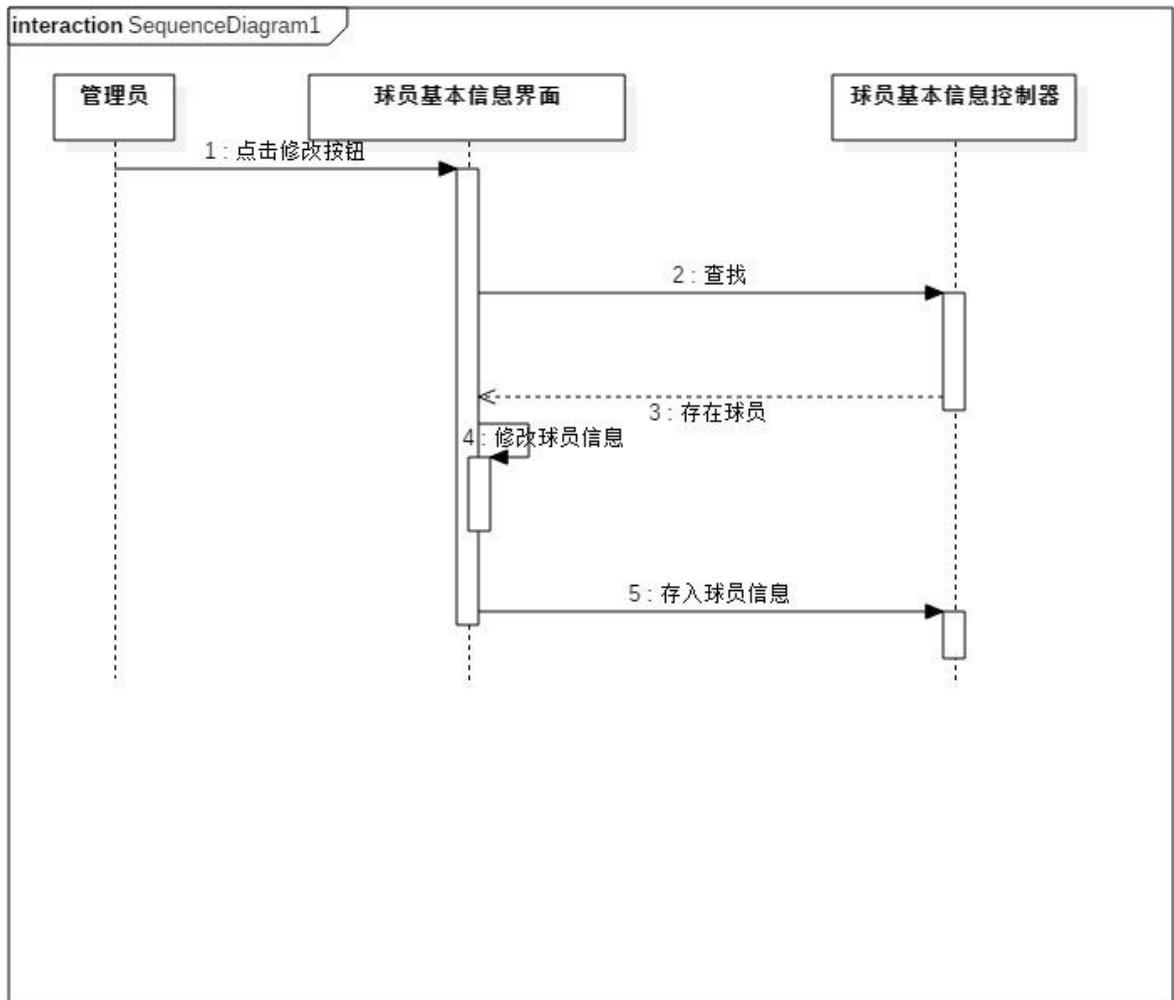 interaction SequenceDiagram1
管理员
球员基本信息界面
球员基本信息控制器
1 : 点击修改按钮
2 : 查找
3 : 存在球员
4 : 修改球员信息
5 : 存入球员信息